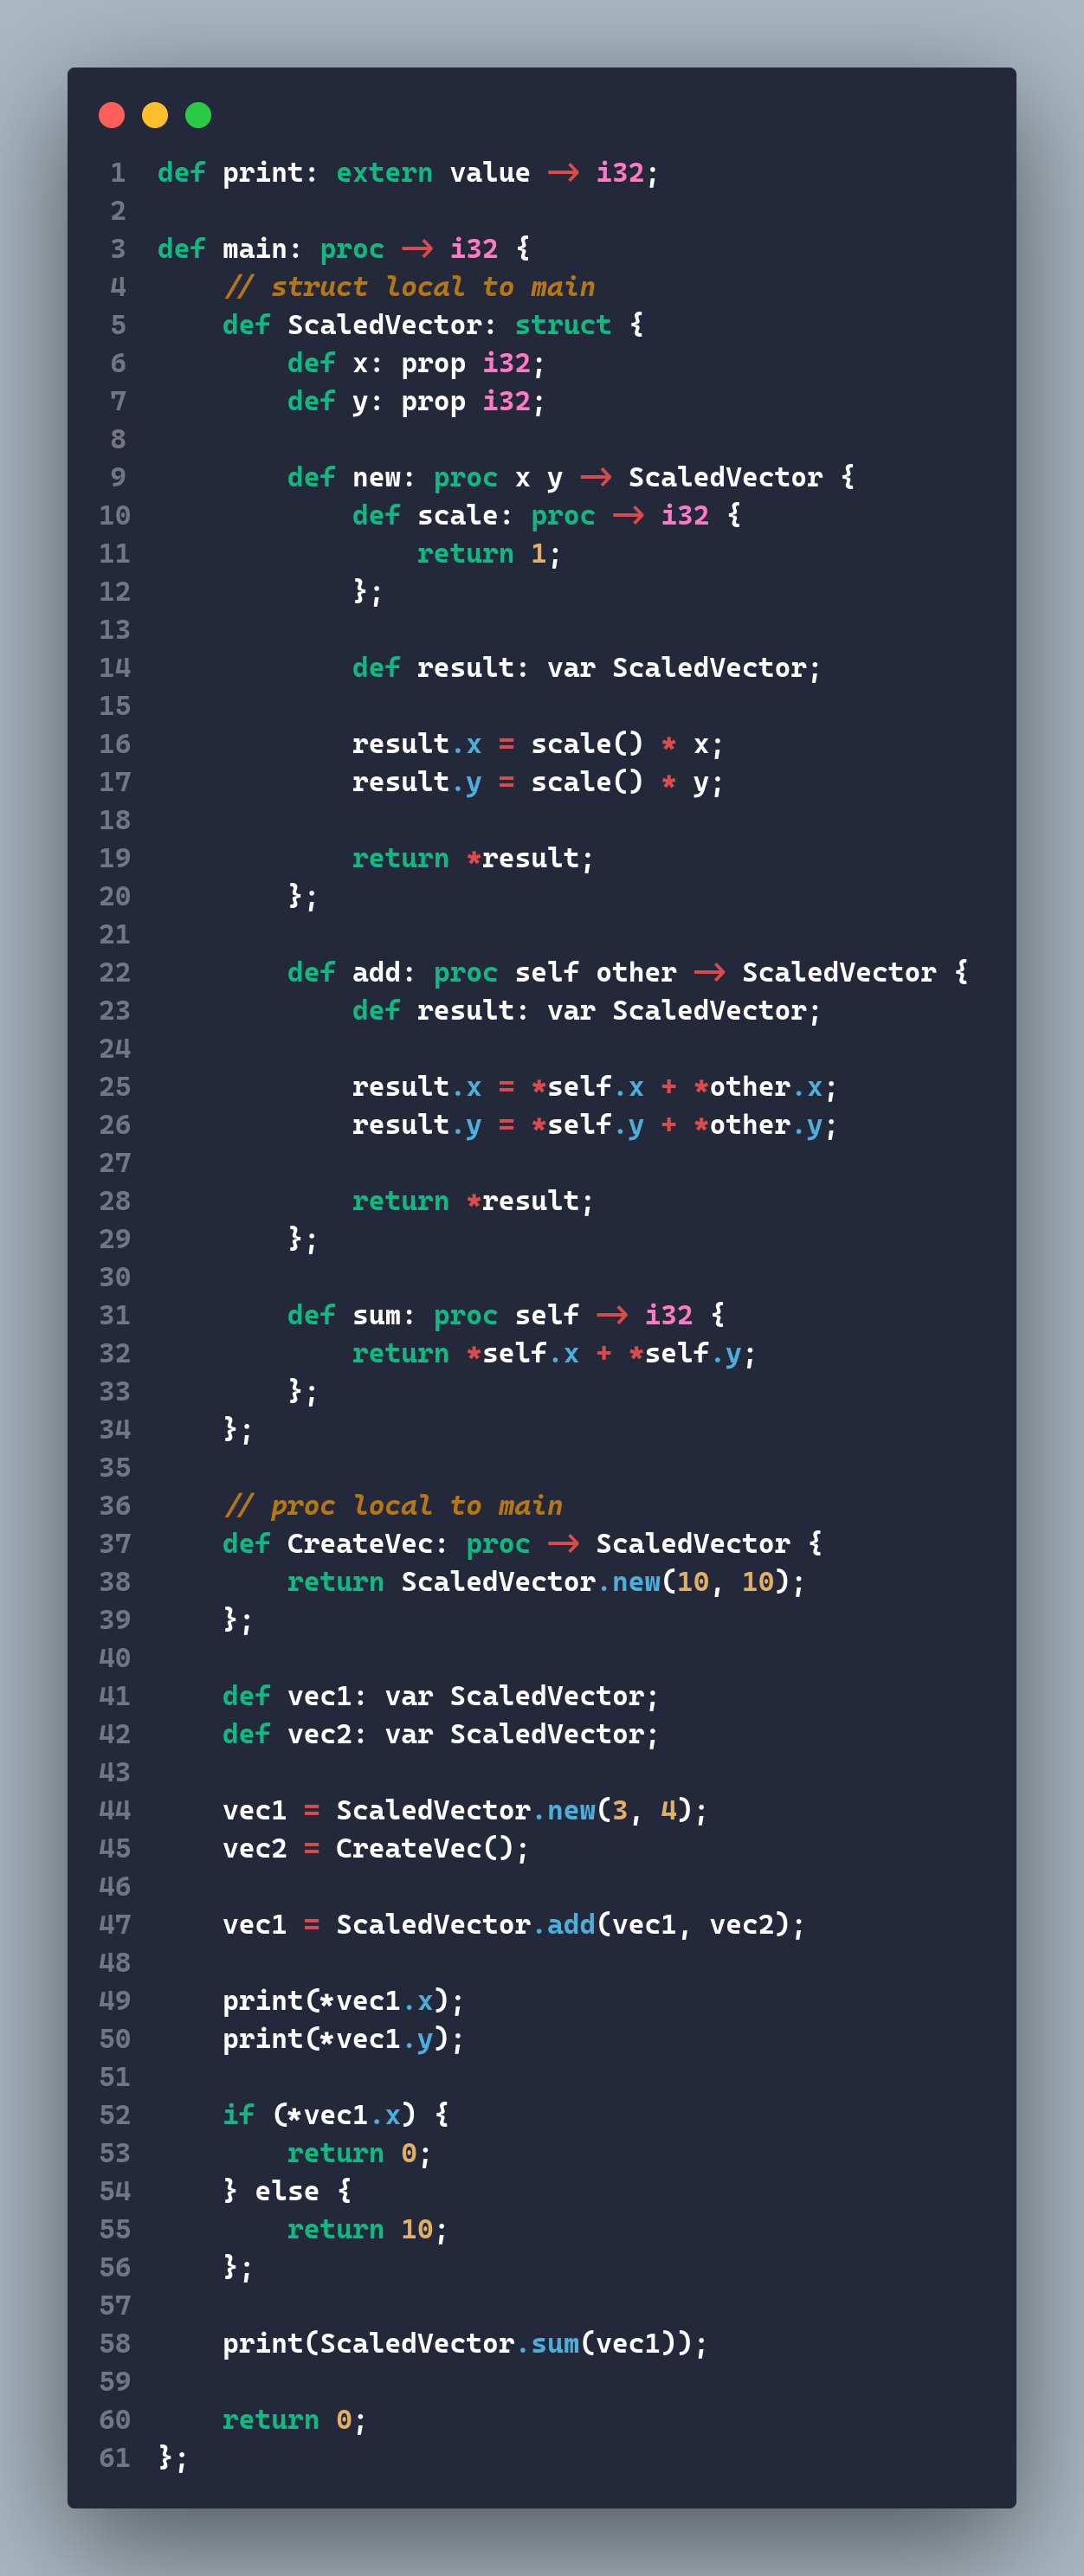 1 def print: extern value -> i32;
2
3 def main: proc -> i32 {
4     // struct local to main
5     def ScaledVector: struct {
6         def x: prop i32;
7         def y: prop i32;
8
9         def new: proc x y -> ScaledVector {
10             def scale: proc -> i32 {
11                 return 1;
12             };
13
14             def result: var ScaledVector;
15
16             result.x = scale() * x;
17             result.y = scale() * y;
18
19             return *result;
20         };
21
22         def add: proc self other -> ScaledVector {
23             def result: var ScaledVector;
24
25             result.x = *self.x + *other.x;
26             result.y = *self.y + *other.y;
27
28             return *result;
29         };
30
31         def sum: proc self -> i32 {
32             return *self.x + *self.y;
33         };
34     };
35
36     // proc local to main
37     def CreateVec: proc -> ScaledVector {
38         return ScaledVector.new(10, 10);
39     };
40
41     def vec1: var ScaledVector;
42     def vec2: var ScaledVector;
43
44     vec1 = ScaledVector.new(3, 4);
45     vec2 = CreateVec();
46
47     vec1 = ScaledVector.add(vec1, vec2);
48
49     print(*vec1.x);
50     print(*vec1.y);
51
52     if (*vec1.x) {
53         return 0;
54     } else {
55         return 10;
56     };
57
58     print(ScaledVector.sum(vec1));
59
60     return 0;
61 };